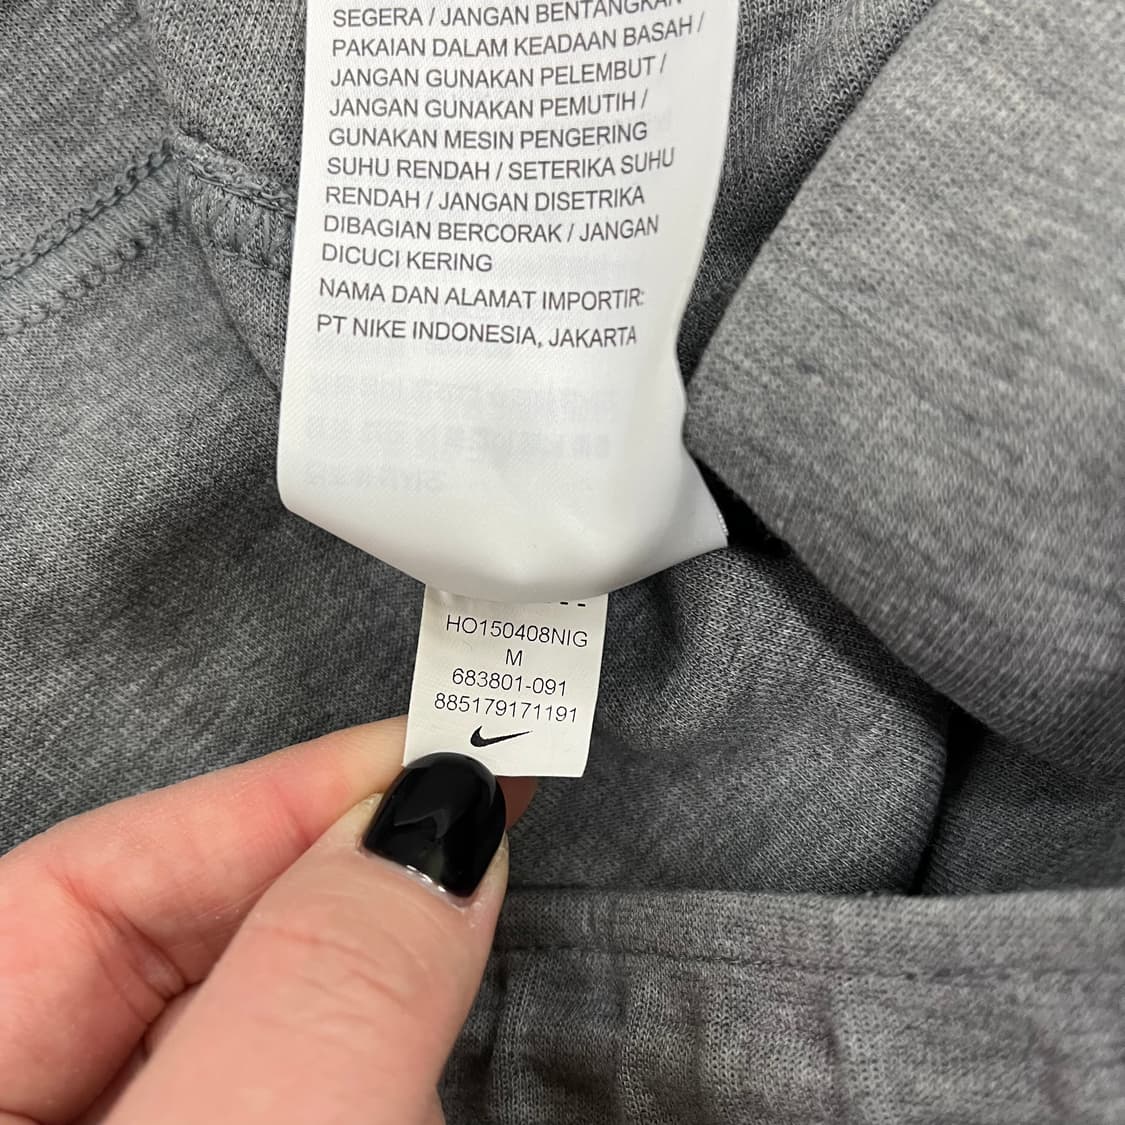 SEGERA / JANGAN BENTANGKAN
PAKAIAN DALAM KEADAAN BASAH /
JANGAN GUNAKAN PELEMBUT /
JANGAN GUNAKAN PEMUTIH /
GUNAKAN MESIN PENGERING
SUHU RENDAH / SETERIKA SUHU
RENDAH / JANGAN DISETRIKA
DIBAGIAN BERCORAK / JANGAN
DICUCI KERING
NAMA DAN ALAMAT IMPORTIR:
PT NIKE INDONESIA, JAKARTA
HO150408NIG
M
683801-091
885179171191